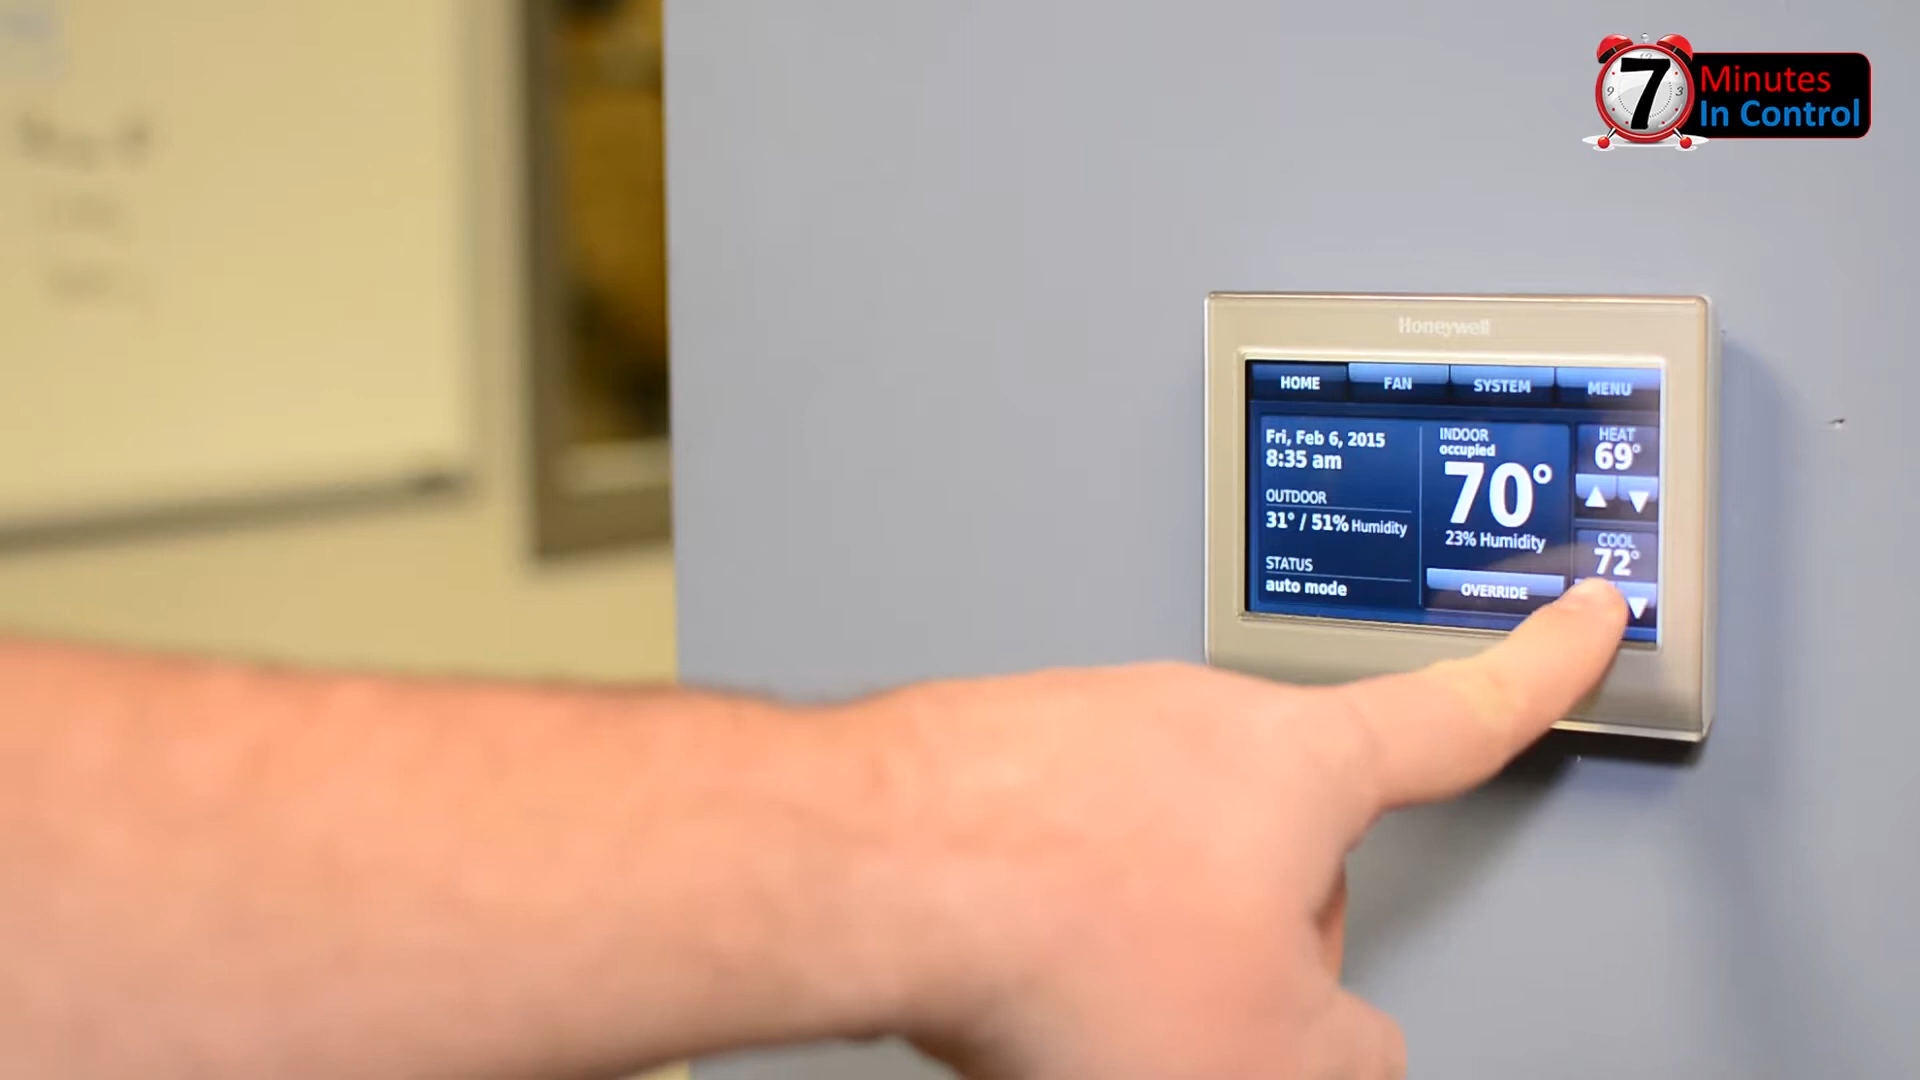 7
Minutes
In Control
Honeywell
HOME FAN SYSTEM MENU
Fri, Feb 6, 2015
8:35 am
OUTDOOR
31° / 51% Humidity
STATUS
auto mode
INDOOR
occupied
70°
23% Humidity
OVERRIDE
HEAT
69°
COOL
72°